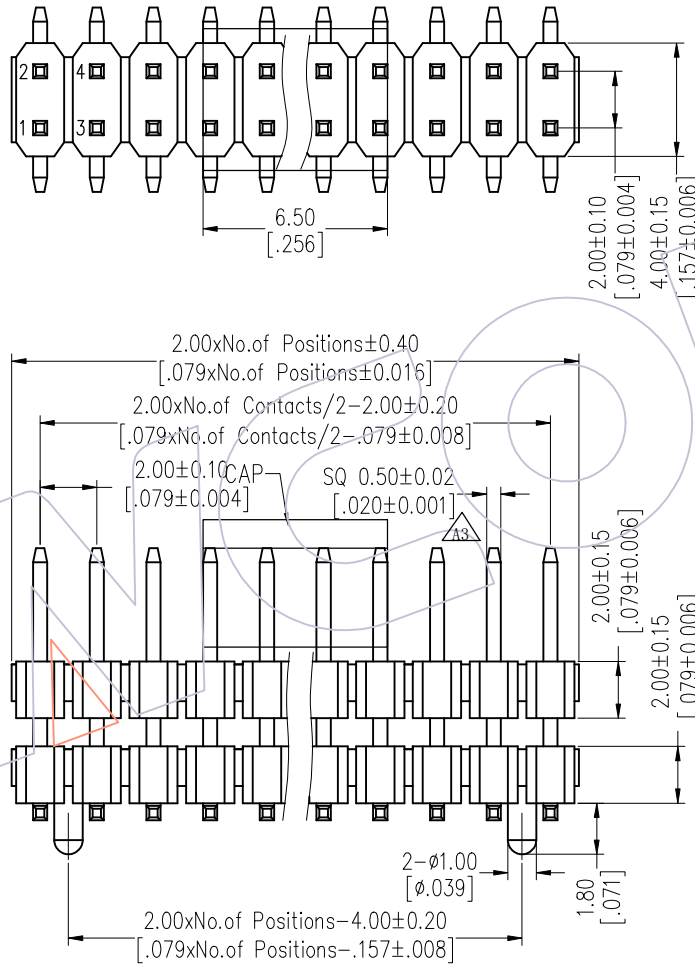 2
4
1
3
6.50
[.256]
2.00±0.10
[.079±0.004]
4.00±0.15
[.157±0.006]
2.00xNo.of Positions±0.40
[.079xNo.of Positions±0.016]
2.00xNo.of Contacts/2-2.00±0.20
[.079xNo.of Contacts/2-.079±0.008]
2.00±0.10
[.079±0.004]
CAP
SQ 0.50±0.02
[.020±0.001]
A3
2.00±0.15
[.079±0.006]
2.00±0.15
[.079±0.006]
2-ø1.00
[ø.039]
1.80
[.071]
2.00xNo.of Positions-4.00±0.20
[.079xNo.of Positions-.157±.008]